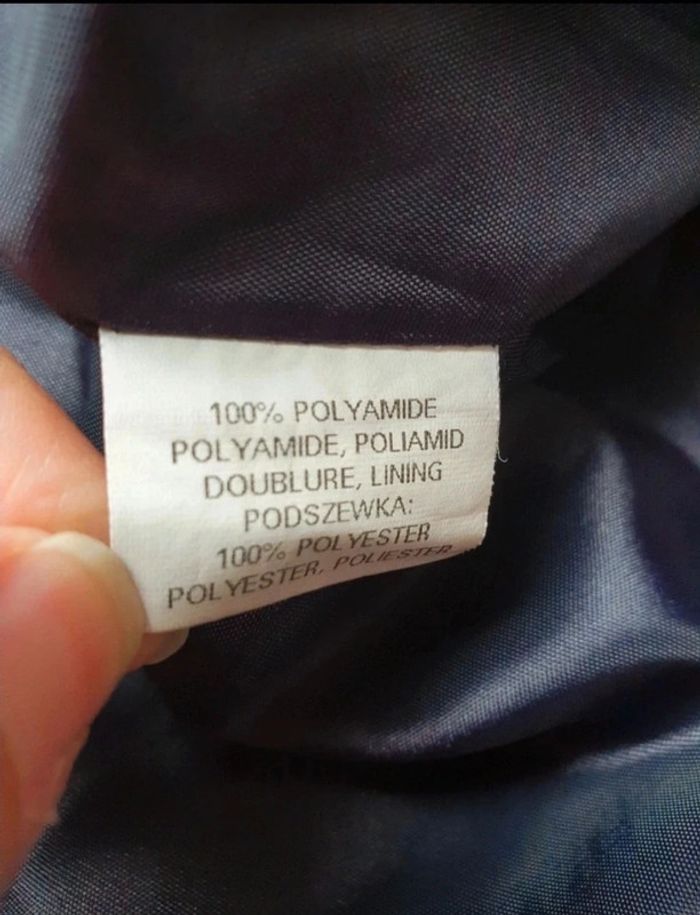 100% POLYAMIDE
POLYAMIDE, POLIAMID
DOUBLURE, LINING
PODSZEWKA:
100% POLYESTER
POLYESTER, POLIESTER